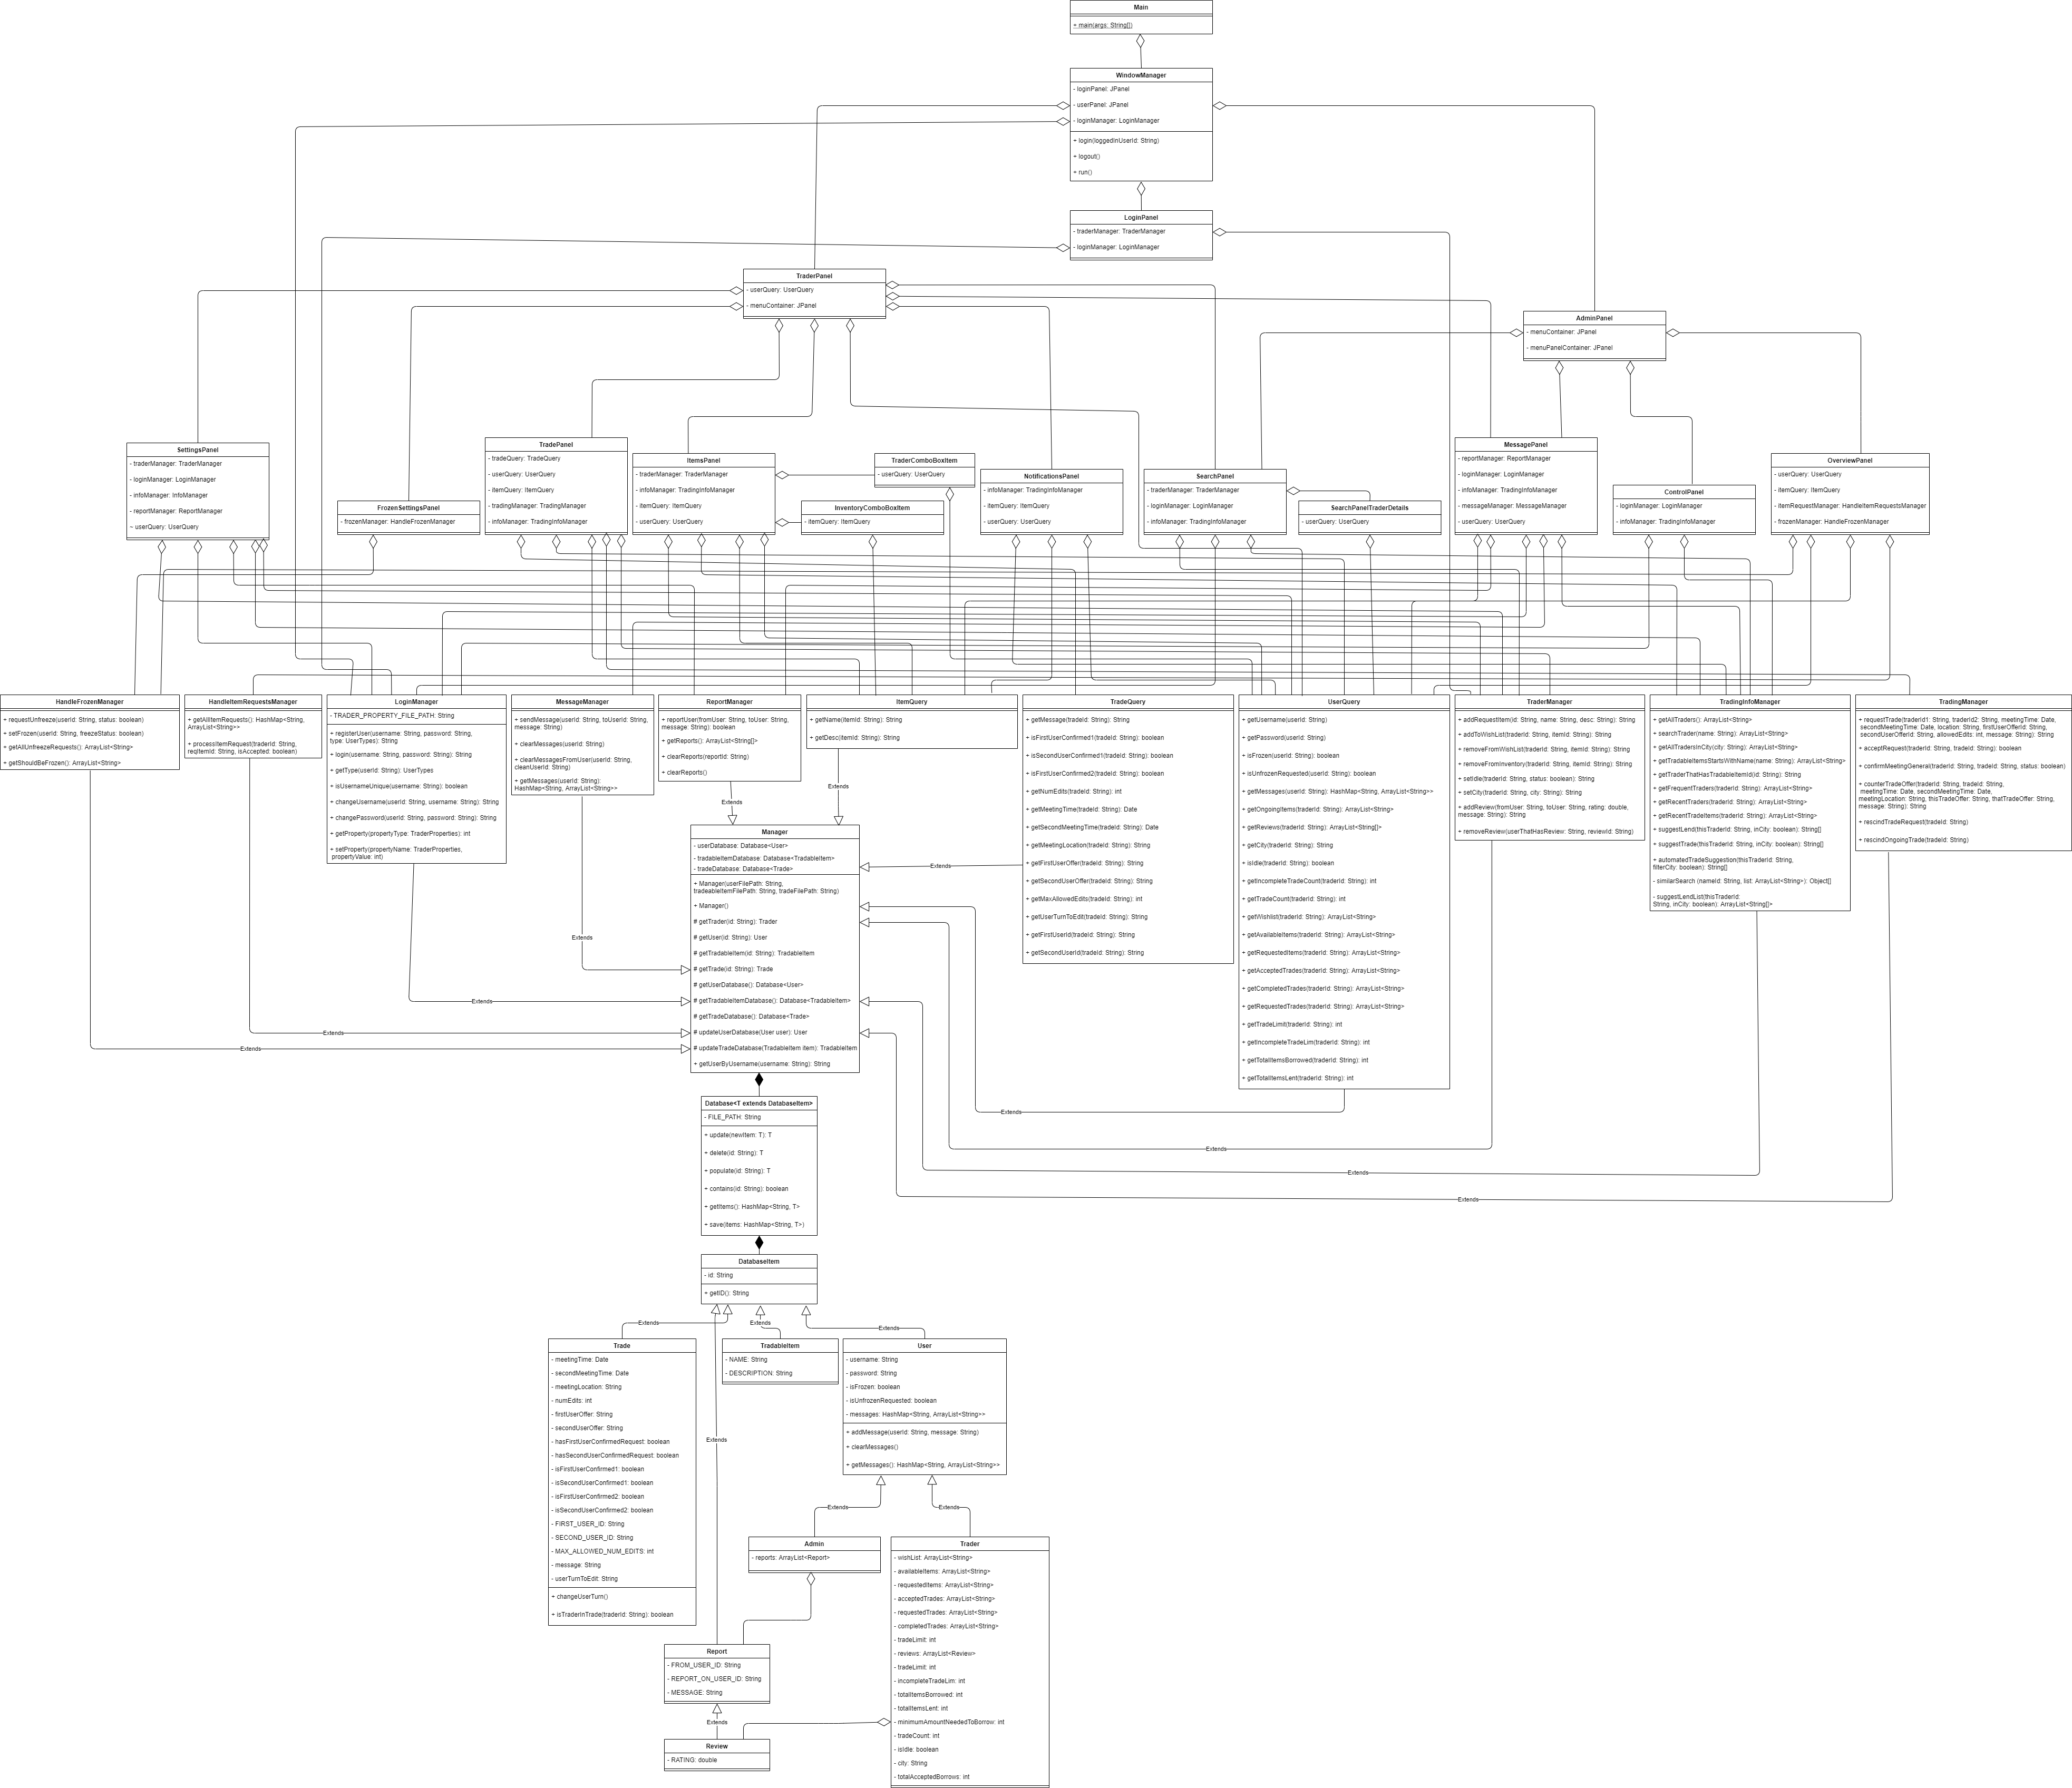 Main
+ main(args: String[])
WindowManager
- loginPanel: JPanel
- userPanel: JPanel
- loginManager: LoginManager
+ login(loggedInUserId: String)
+ logout()
+ run()
LoginPanel
- traderManager: TraderManager
- loginManager: LoginManager
TraderPanel
- userQuery: UserQuery
- menuContainer: JPanel
AdminPanel
- menuContainer: JPanel
- menuPanelContainer: JPanel
SettingsPanel
- traderManager: TraderManager
- loginManager: LoginManager
- infoManager: InfoManager
- reportManager: ReportManager
~ userQuery: UserQuery
FrozenSettingsPanel
- frozenManager: HandleFrozenManager
TradePanel
- tradeQuery: TradeQuery
- userQuery: UserQuery
- itemQuery: ItemQuery
- tradingManager: TradingManager
- infoManager: TradingInfoManager
ItemsPanel
- traderManager: TraderManager
- infoManager: TradingInfoManager
- itemQuery: ItemQuery
- userQuery: UserQuery
TraderComboBoxItem
- userQuery: UserQuery
InventoryComboBoxItem
- itemQuery: ItemQuery
NotificationsPanel
- infoManager: TradingInfoManager
- itemQuery: ItemQuery
- userQuery: UserQuery
SearchPanel
- traderManager: TraderManager
- loginManager: LoginManager
- infoManager: TradingInfoManager
SearchPanelTraderDetails
- userQuery: UserQuery
MessagePanel
- reportManager: ReportManager
- loginManager: LoginManager
- infoManager: TradingInfoManager
- messageManager: MessageManager
- userQuery: UserQuery
ControlPanel
- loginManager: LoginManager
- infoManager: TradingInfoManager
OverviewPanel
- userQuery: UserQuery
- itemQuery: ItemQuery
- itemRequestManager: HandleItemRequestsManager
- frozenManager: HandleFrozenManager
HandleFrozenManager
+ requestUnfreeze(userId: String, status: boolean)
+ setFrozen(userId: String, freezeStatus: boolean)
+ getAllUnfreezeRequests(): ArrayList<String>
+ getShouldBeFrozen(): ArrayList<String>
HandleItemRequestsManager
+ getAllItemRequests(): HashMap<String,
ArrayList<String>>
+ processItemRequest(traderId: String,
reqItemId: String, isAccepted: boolean)
LoginManager
- TRADER_PROPERTY_FILE_PATH: String
+ registerUser(username: String, password: String,
type: UserTypes): String
+ login(username: String, password: String): String
+ getType(userId: String): UserTypes
+ isUsernameUnique(username: String): boolean
+ changeUsername(userId: String, username: String): String
+ changePassword(userId: String, password: String): String
+ getProperty(propertyType: TraderProperties): int
+ setProperty(propertyName: TraderProperties,
propertyValue: int)
MessageManager
+ sendMessage(userId: String, toUserId: String,
message: String)
+ clearMessages(userId: String)
+ clearMessagesFromUser(userId: String,
cleanUserId: String)
+ getMessages(userId: String):
HashMap<String, ArrayList<String>>
ReportManager
+ reportUser(fromUser: String, toUser: String,
message: String): boolean
+ getReports(): ArrayList<String[]>
+ clearReports(reportId: String)
+ clearReports()
ItemQuery
+ getName(itemId: String): String
+ getDesc(itemId: String): String
TradeQuery
+ getMessage(tradeId: String): String
+ isFirstUserConfirmed1(tradeId: String): boolean
+ isSecondUserConfirmed1(tradeId: String): boolean
+ isFirstUserConfirmed2(tradeId: String): boolean
+ getNumEdits(tradeId: String): int
+ getMeetingTime(tradeId: String): Date
+ getSecondMeetingTime(tradeId: String): Date
+ getMeetingLocation(tradeId: String): String
+ getFirstUserOffer(tradeId: String): String
+ getSecondUserOffer(tradeId: String): String
+ getMaxAllowedEdits(tradeId: String): int
+ getUserTurnToEdit(tradeId: String): String
+ getFirstUserId(tradeId: String): String
+ getSecondUserId(tradeId: String): String
UserQuery
+ getUsername(userId: String)
+ getPassword(userId: String)
+ isFrozen(userId: String): boolean
+ isUnfrozenRequested(userId: String): boolean
+ getMessages(userId: String): HashMap<String, ArrayList<String>>
+ getOngoingItems(traderId: String): ArrayList<String>
+ getReviews(traderId: String): ArrayList<String[]>
+ getCity(traderId: String): String
+ isIdle(traderId: String): boolean
+ getIncompleteTradeCount(traderId: String): int
+ getTradeCount(traderId: String): int
+ getWishlist(traderId: String): ArrayList<String>
+ getAvailableItems(traderId: String): ArrayList<String>
+ getRequestedItems(traderId: String): ArrayList<String>
+ getAcceptedTrades(traderId: String): ArrayList<String>
+ getCompletedTrades(traderId: String): ArrayList<String>
+ getRequestedTrades(traderId: String): ArrayList<String>
+ getTradeLimit(traderId: String): int
+ getIncompleteTradeLim(traderId: String): int
+ getTotalItemsBorrowed(traderId: String): int
+ getTotalItemsLent(traderId: String): int
TraderManager
+ addRequestItem(id: String, name: String, desc: String): String
+ addToWishList(traderId: String, itemId: String): String
+ removeFromWishList(traderId: String, itemId: String): String
+ removeFromInventory(traderId: String, itemId: String): String
+ setIdle(traderId: String, status: boolean): String
+ setCity(traderId: String, city: String): String
+ addReview(fromUser: String, toUser: String, rating: double,
message: String): String
+ removeReview(userThatHasReview: String, reviewId: String)
TradingInfoManager
+ getAllTraders(): ArrayList<String>
+ searchTrader(name: String): ArrayList<String>
+ getAllTradersInCity(city: String): ArrayList<String>
+ getTradableItemsStartsWithName(name: String): ArrayList<String>
+ getTraderThatHasTradableItemId(id: String): String
+ getFrequentTraders(traderId: String): ArrayList<String>
+ getRecentTraders(traderId: String): ArrayList<String>
+ getRecentTradeItems(traderId: String): ArrayList<String>
+ suggestLend(thisTraderId: String, inCity: boolean): String[]
+ suggestTrade(thisTraderId: String, inCity: boolean): String[]
+ automatedTradeSuggestion(thisTraderId: String,
filterCity: boolean): String[]
- similarSearch (nameId: String, list: ArrayList<String>): Object[]
- suggestLendList(thisTraderId:
String, inCity: boolean): ArrayList<String[]>
TradingManager
+ requestTrade(traderId1: String, traderId2: String, meetingTime: Date,
secondMeetingTime: Date, location: String, firstUserOfferId: String,
secondUserOfferId: String, allowedEdits: int, message: String): String
+ acceptRequest(traderId: String, tradeId: String): boolean
+ confirmMeetingGeneral(traderId: String, tradeId: String, status: boolean)
+ counterTradeOffer(traderId: String, tradeId: String,
meetingTime: Date, secondMeetingTime: Date,
meetingLocation: String, thisTradeOffer: String, thatTradeOffer: String,
message: String): String
+ rescindTradeRequest(tradeId: String)
+ rescindOngoingTrade(tradeId: String)
Extends
Extends
Extends
Extends
Extends
Extends
Extends
Extends
Extends
Extends
Extends
Manager
- userDatabase: Database<User>
- tradableItemDatabase: Database<TradableItem>
- tradeDatabase: Database<Trade>
+ Manager(userFilePath: String,
tradeableItemFilePath: String, tradeFilePath: String)
+ Manager()
# getTrader(id: String): Trader
# getUser(id: String): User
# getTradableItem(id: String): TradableItem
# getTrade(id: String): Trade
# getUserDatabase(): Database<User>
# getTradableItemDatabase(): Database<TradableItem>
# getTradeDatabase(): Database<Trade>
# updateUserDatabase(User user): User
# updateTradeDatabase(TradableItem item): TradableItem
+ getUserByUsername(username: String): String
Database<T extends DatabaseItem>
- FILE_PATH: String
+ update(newItem: T): T
+ delete(id: String): T
+ populate(id: String): T
+ contains(id: String): boolean
+ getItems(): HashMap<String, T>
+ save(items: HashMap<String, T>)
DatabaseItem
- id: String
+ getID(): String
Extends
Extends
Extends
Extends
Trade
- meetingTime: Date
- secondMeetingTime: Date
- meetingLocation: String
- numEdits: int
- firstUserOffer: String
- secondUserOffer: String
- hasFirstUserConfirmedRequest: boolean
- hasSecondUserConfirmedRequest: boolean
- isFirstUserConfirmed1: boolean
- isSecondUserConfirmed1: boolean
- isFirstUserConfirmed2: boolean
- isSecondUserConfirmed2: boolean
- FIRST_USER_ID: String
- SECOND_USER_ID: String
- MAX_ALLOWED_NUM_EDITS: int
- message: String
- userTurnToEdit: String
+ changeUserTurn()
+ isTraderInTrade(traderId: String): boolean
TradableItem
- NAME: String
- DESCRIPTION: String
User
- username: String
- password: String
- isFrozen: boolean
- isUnfrozenRequested: boolean
- messages: HashMap<String, ArrayList<String>>
+ addMessage(userId: String, message: String)
+ clearMessages()
+ getMessages(): HashMap<String, ArrayList<String>>
Extends
Extends
Admin
- reports: ArrayList<Report>
Trader
- wishList: ArrayList<String>
- availableItems: ArrayList<String>
- requestedItems: ArrayList<String>
- acceptedTrades: ArrayList<String>
- requestedTrades: ArrayList<String>
- completedTrades: ArrayList<String>
- tradeLimit: int
- reviews: ArrayList<Review>
- tradeLimit: int
- incompleteTradeLim: int
- totalItemsBorrowed: int
- totalItemsLent: int
- minimumAmountNeededToBorrow: int
- tradeCount: int
- isIdle: boolean
- city: String
- totalAcceptedBorrows: int
Report
- FROM_USER_ID: String
- REPORT_ON_USER_ID: String
- MESSAGE: String
Extends
Review
- RATING: double